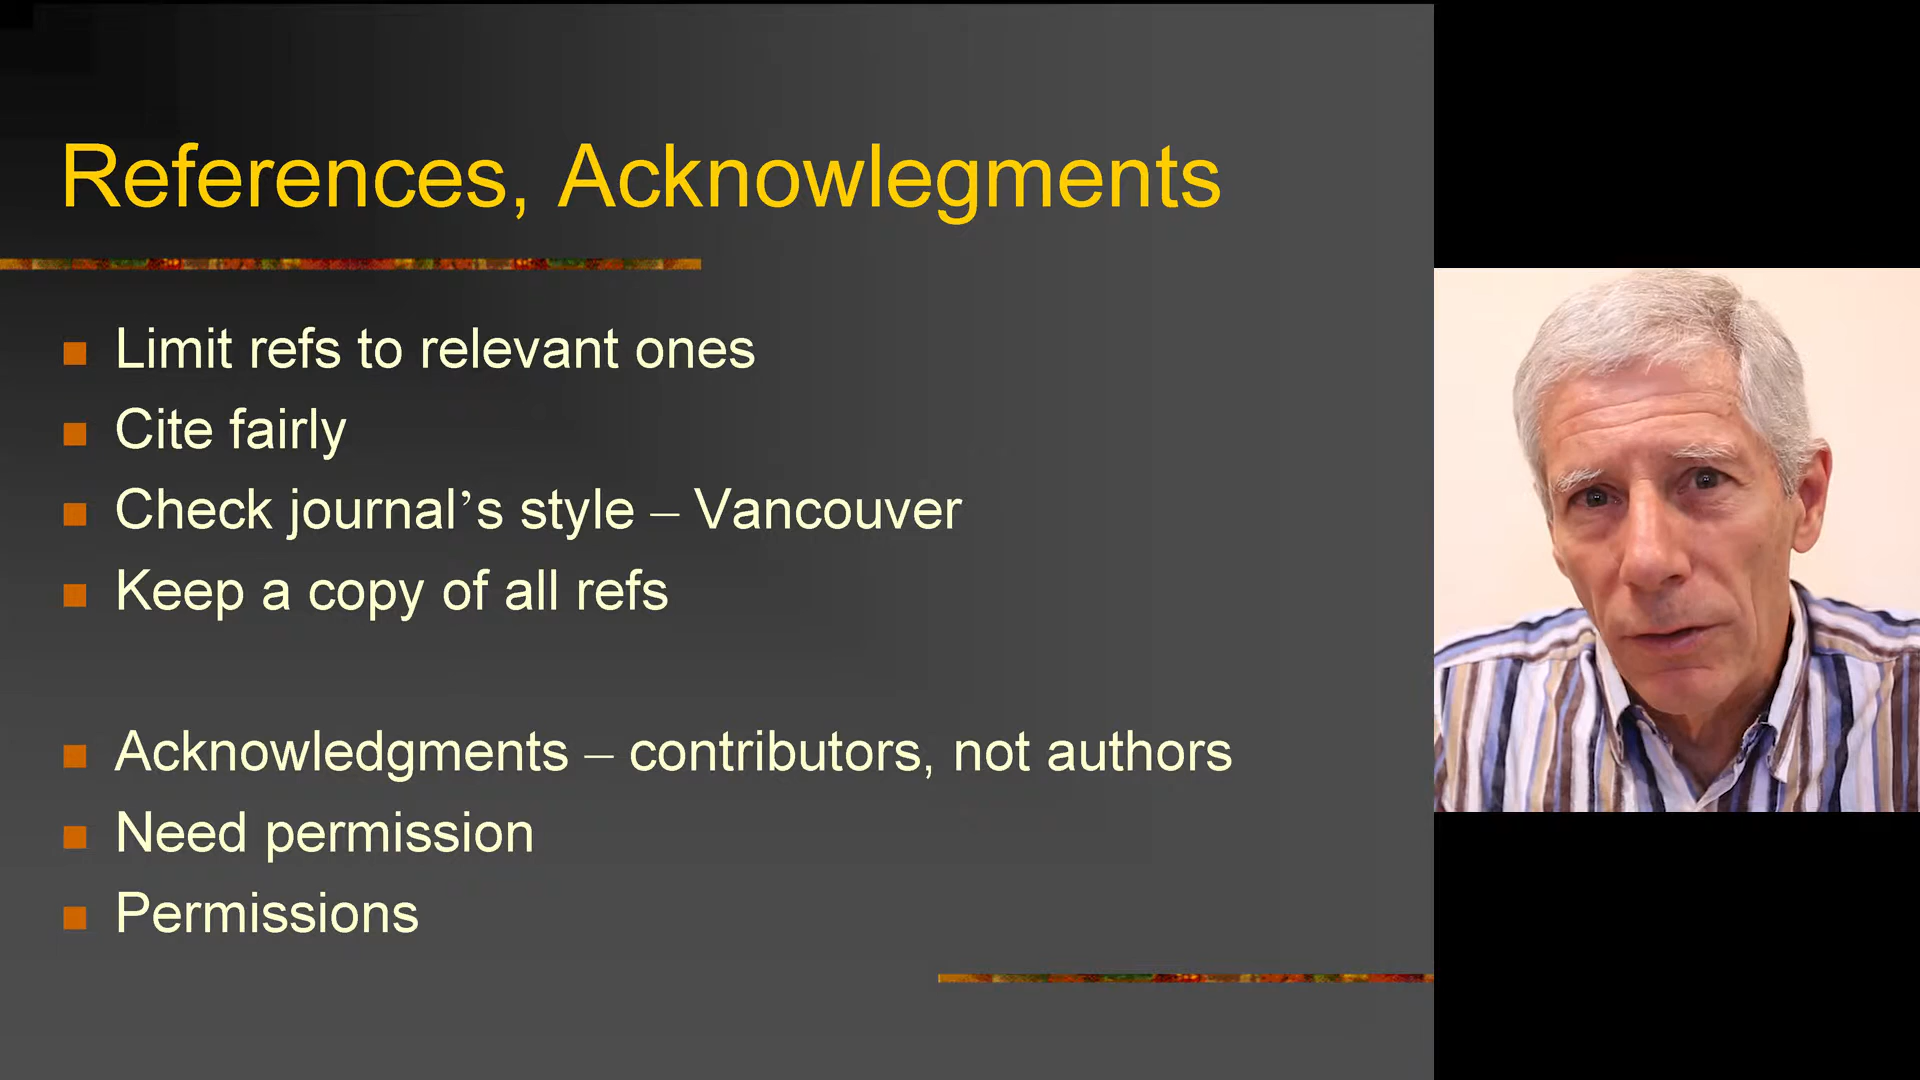 References, Acknowlegments
Limit refs to relevant ones
Cite fairly
Check journal’s style – Vancouver
Keep a copy of all refs
Acknowledgments – contributors, not authors
Need permission
Permissions